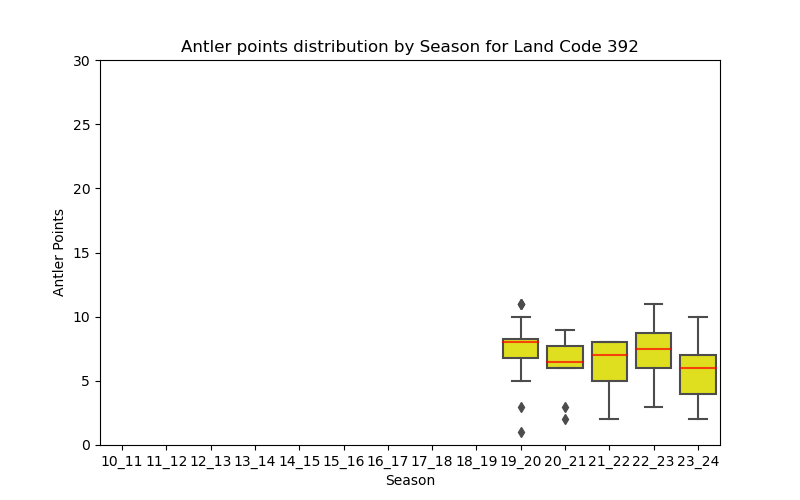 Antler points distribution by Season for Land Code 392
30
25
20
15
10
5
0
Antler Points
10_11 11_12 12_13 13_14 14_15 15_16 16_17 17_18 18_19 19_20 20_21 21_22 22_23 23_24
Season